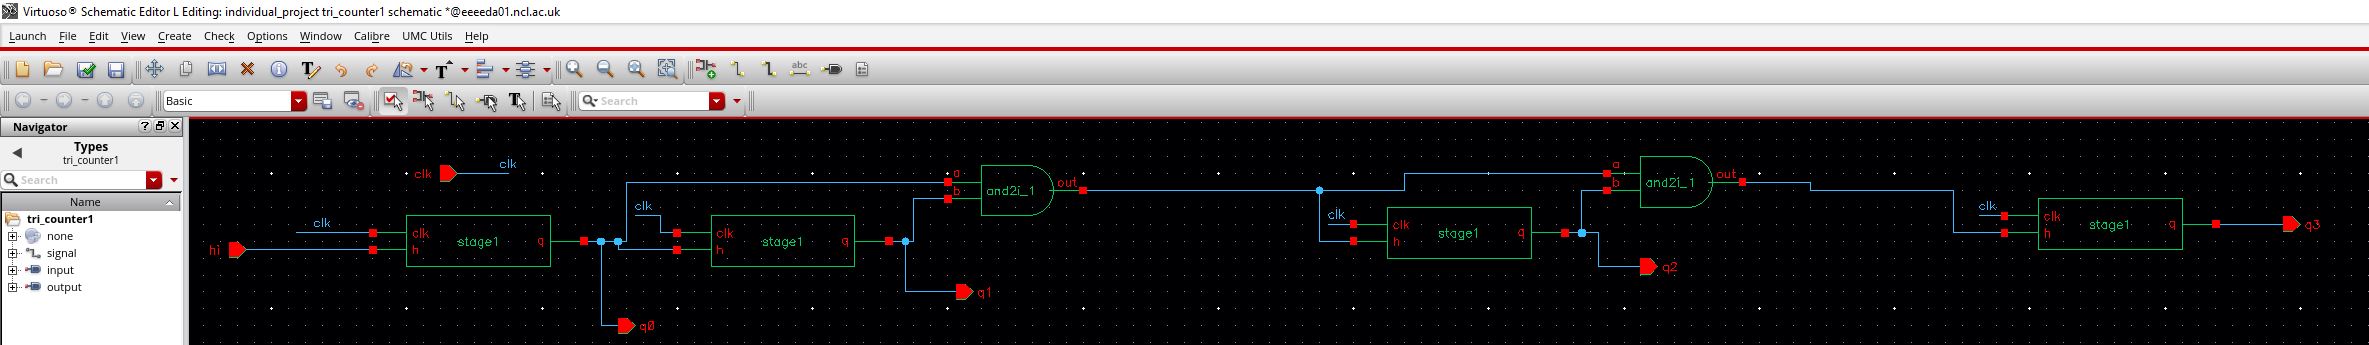 Virtuoso® Schematic Editor L Editing: individual_project tri_counter1 schematic *@eeeeda01.ncl.ac.uk
Launch File Edit View Create Check Options Window Calibre UMC Utils Help
abc
Basic
Search
Navigator
Types
tri_counter1
Search
Name
tri_counter1
none
signal
input
output
clk clk
clk
clk
h
hi
stage1
q
q0
clk
clk
h
stage1
q
q1
a
b
and2i_1
out
clk
clk
h
stage1
q
q2
a
b
and2i_1
out
clk
clk
h
stage1
q
q3